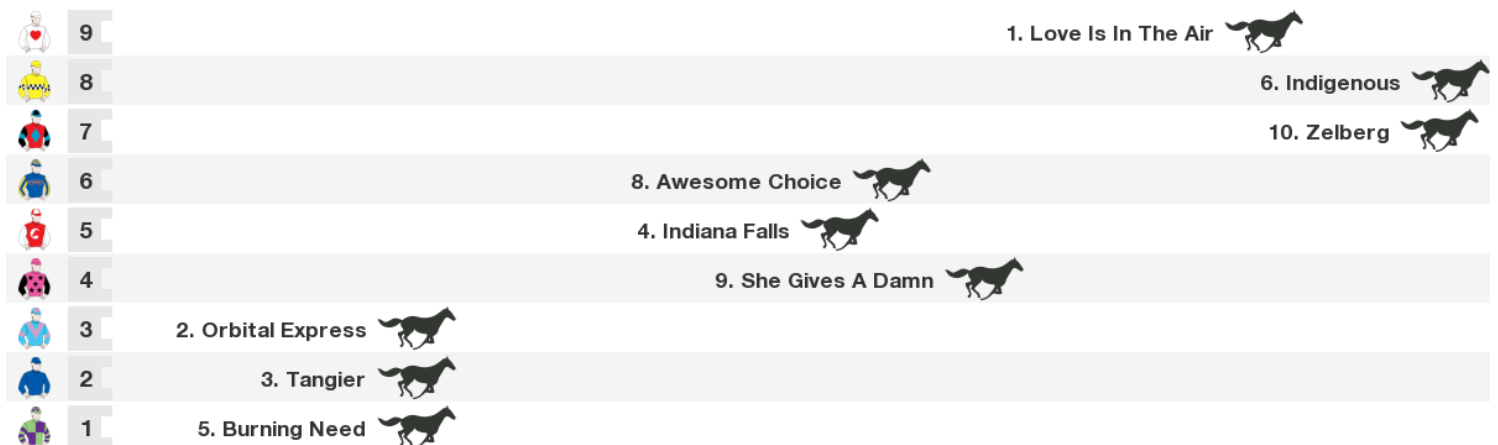 9 1. Love Is In The Air
8 6. Indigenous
7 10. Zelberg
6 8. Awesome Choice
5 4. Indiana Falls
4 9. She Gives A Damn
3 2. Orbital Express
2 3. Tangier
1 5. Burning Need